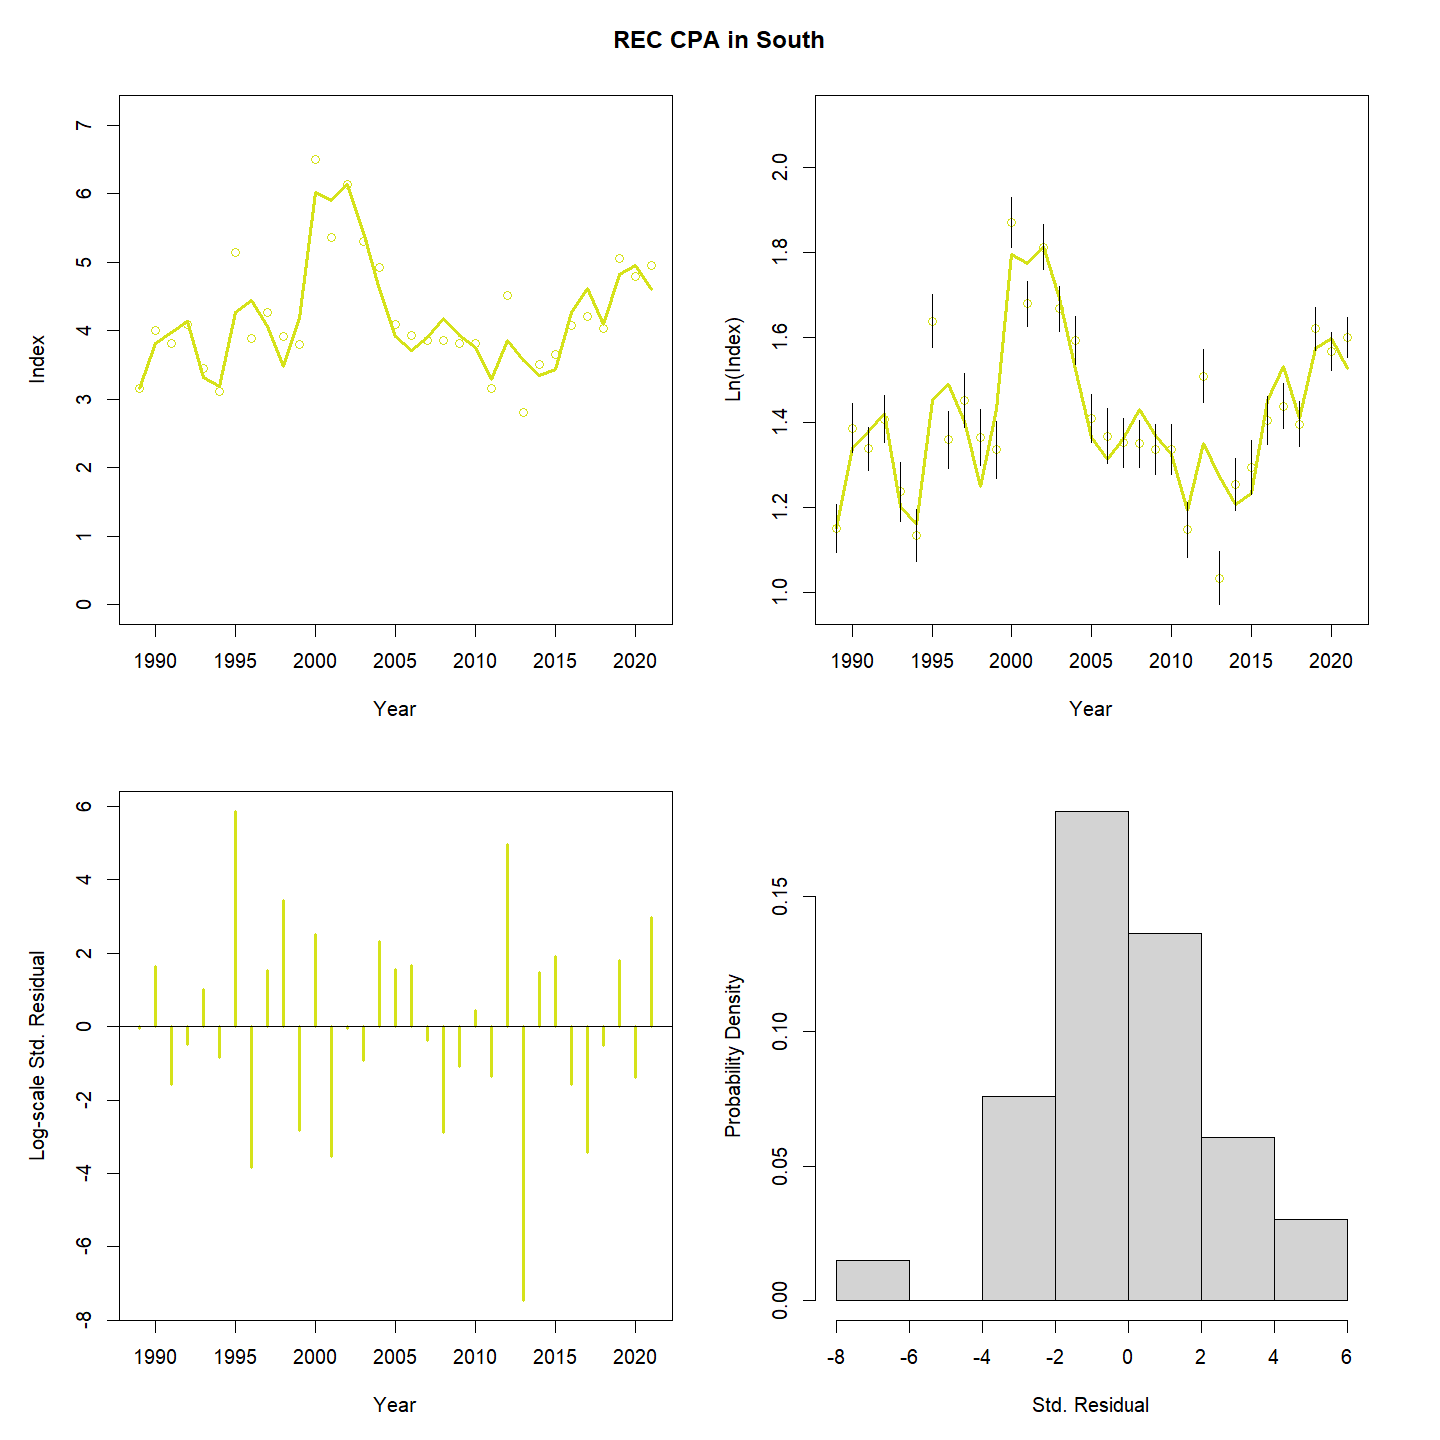 REC CPA in South
Index
7
6
5
4
3
2
1
0
1990 1995 2000 2005 2010 2015 2020
Year
Ln(Index)
2.0
1.8
1.6
1.4
1.2
1.0
1990 1995 2000 2005 2010 2015 2020
Year
Log-scale Std. Residual
6
4
2
0
-2
-4
-6
-8
1990 1995 2000 2005 2010 2015 2020
Year
Probability Density
0.15
0.10
0.05
0.00
-8 -6 -4 -2 0 2 4 6
Std. Residual